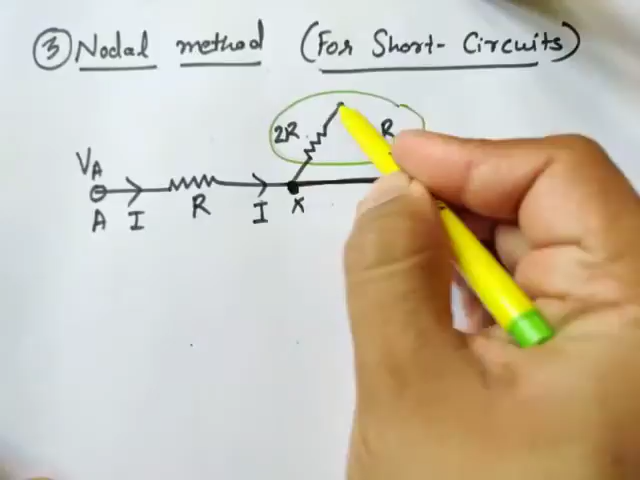 ③ Nodal method (For Short-Circuits)
2R R
VA
A I R I X